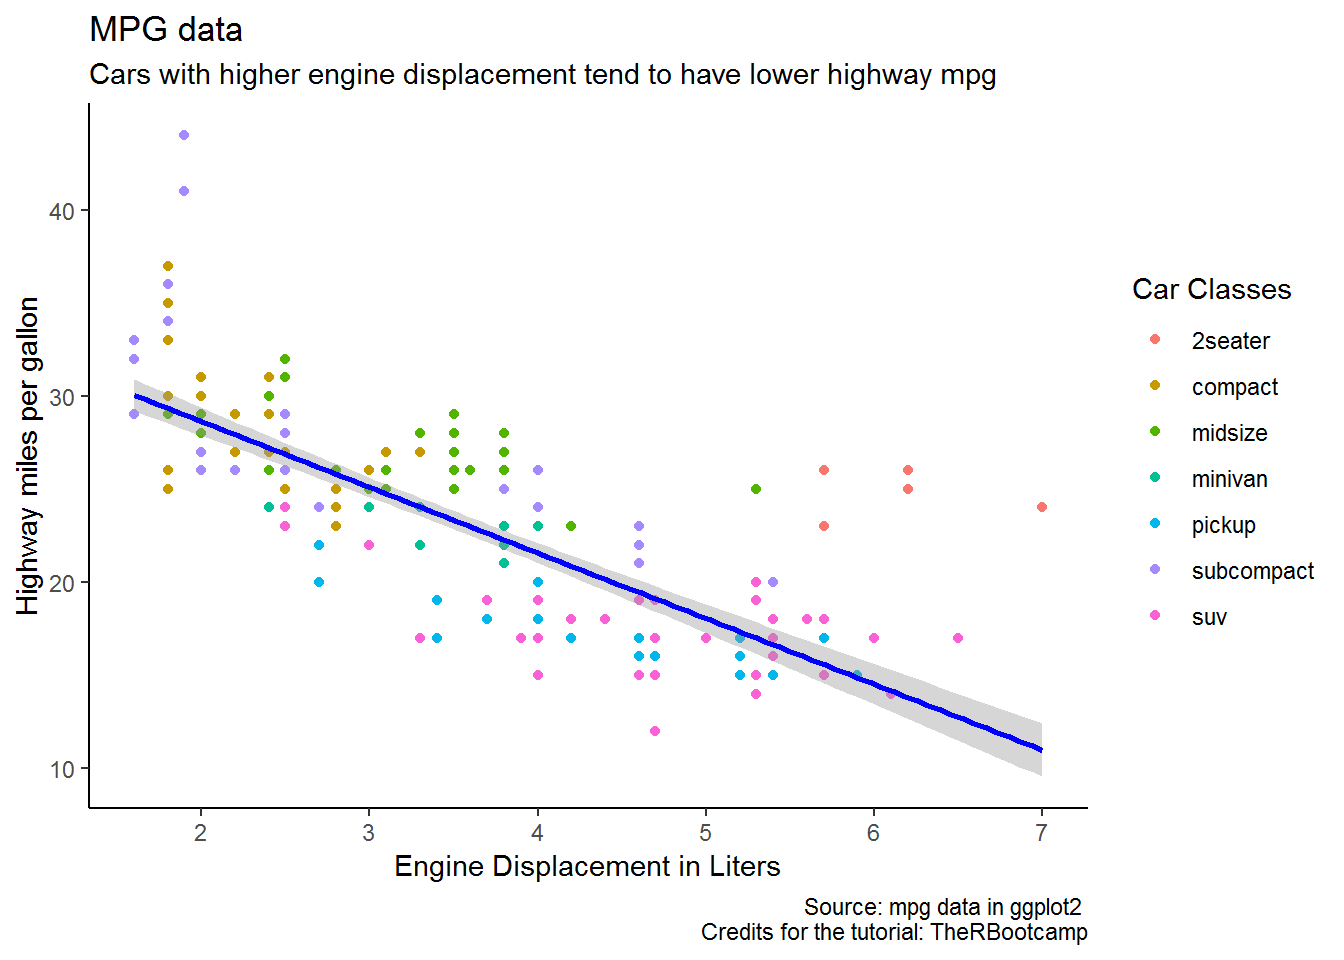 MPG data
Cars with higher engine displacement tend to have lower highway mpg
Highway miles per gallon
40
30
20
10
2
3
4
5
6
7
Engine Displacement in Liters
Car Classes
2seater
compact
midsize
minivan
pickup
subcompact
suv
Source: mpg data in ggplot2
Credits for the tutorial: TheRBootcamp